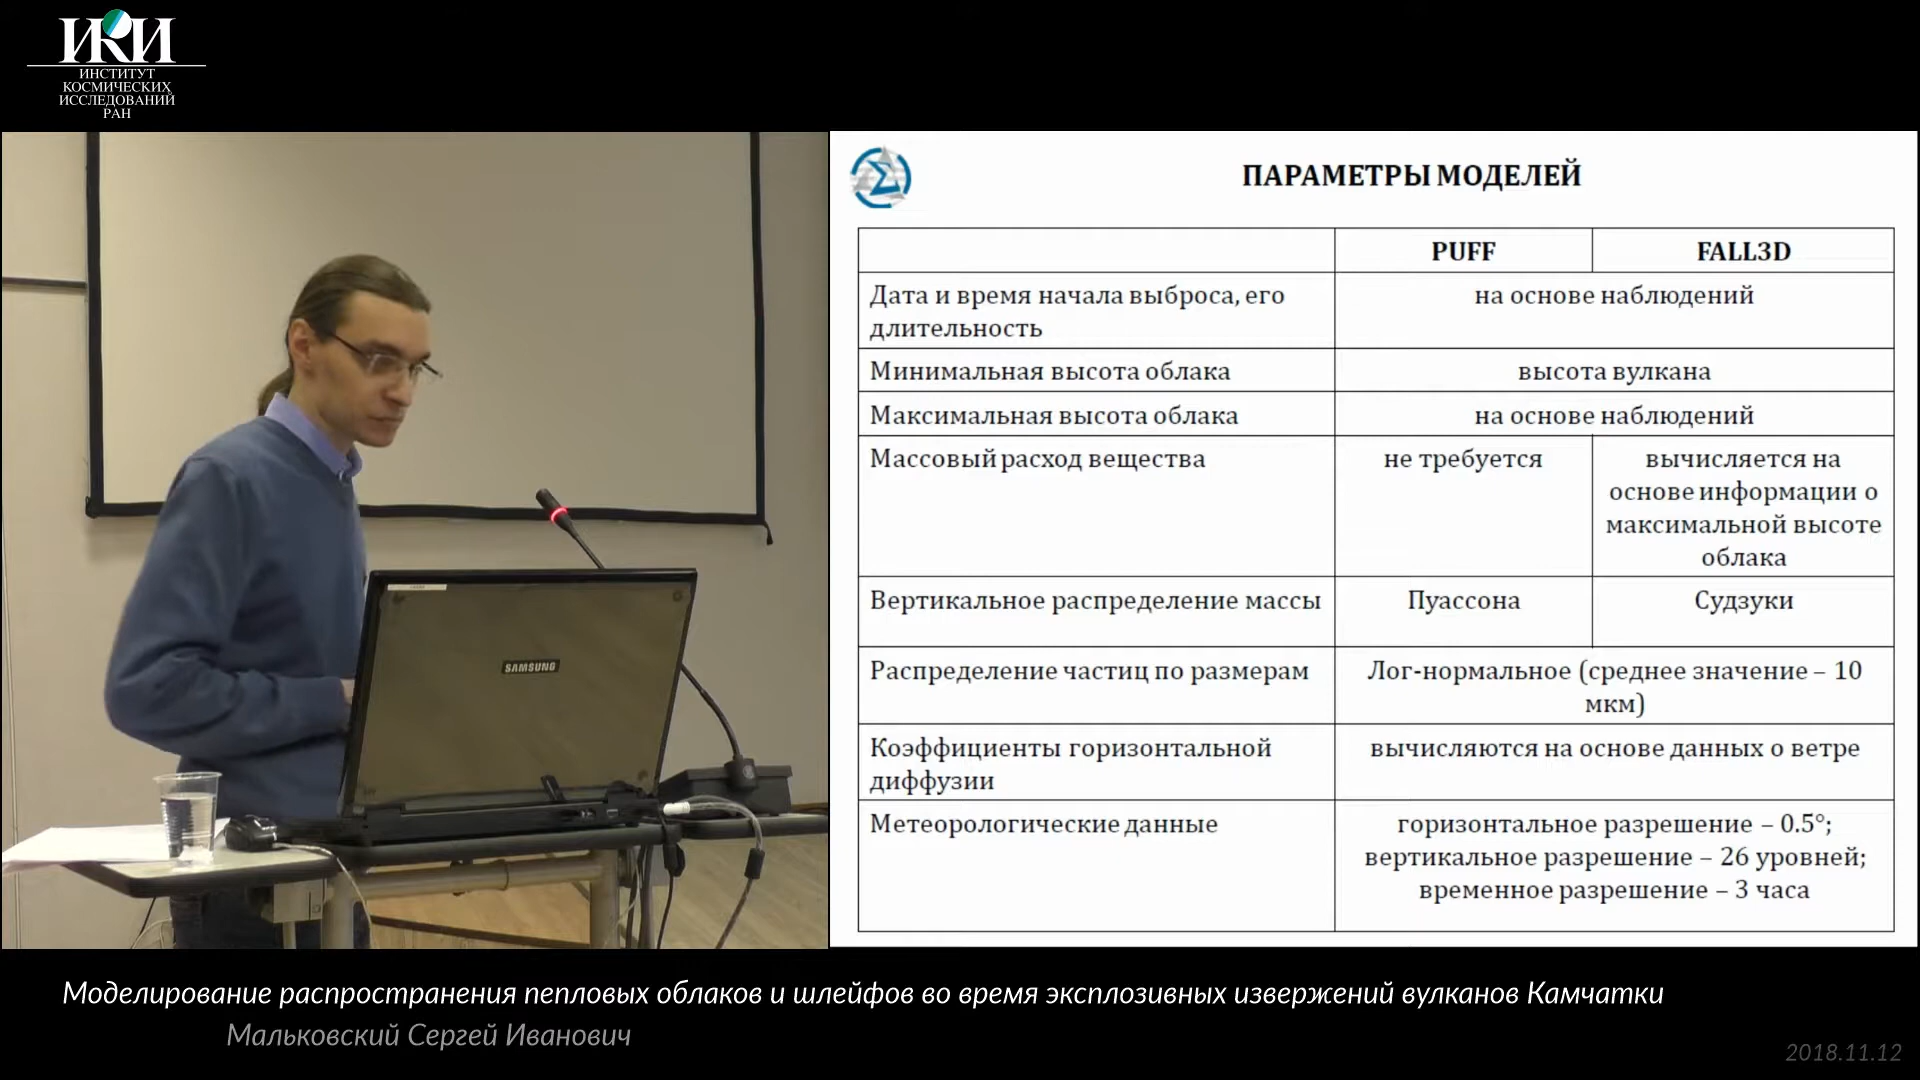 ИКИ
ИНСТИТУТ
КОСМИЧЕСКИХ
ИССЛЕДОВАНИЙ
РАН
SAMSUNG
ПАРАМЕТРЫ МОДЕЛЕЙ
PUFF FALL3D
Дата и время начала выброса, его
длительность
на основе наблюдений
Минимальная высота облака
высота вулкана
Максимальная высота облака
на основе наблюдений
Массовый расход вещества
не требуется
вычисляется на
основе информации о
максимальной высоте
облака
Вертикальное распределение массы
Пуассона
Судзуки
Распределение частиц по размерам
Лог-нормальное (среднее значение – 10
мкм)
Коэффициенты горизонтальной
диффузии
вычисляются на основе данных о ветре
Метеорологические данные
горизонтальное разрешение – 0.5°;
вертикальное разрешение – 26 уровней;
временное разрешение – 3 часа
Моделирование распространения пепловых облаков и шлейфов во время эксплозивных извержений вулканов Камчатки
Мальковский Сергей Иванович
2018.11.12